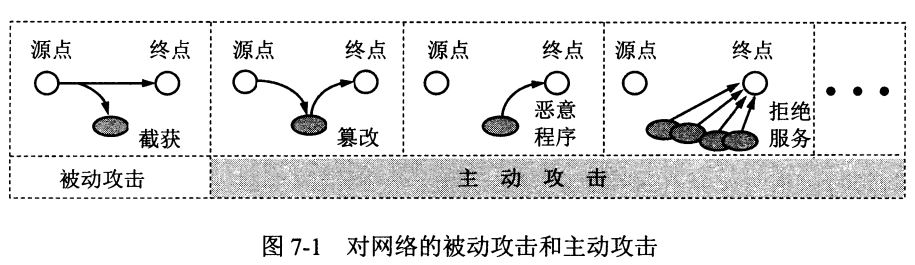 源点 终点 源点 终点 源点 终点 源点 终点
截获 篡改 恶意程序 拒绝服务
被动攻击 主动攻击
图 7-1 对网络的被动攻击和主动攻击